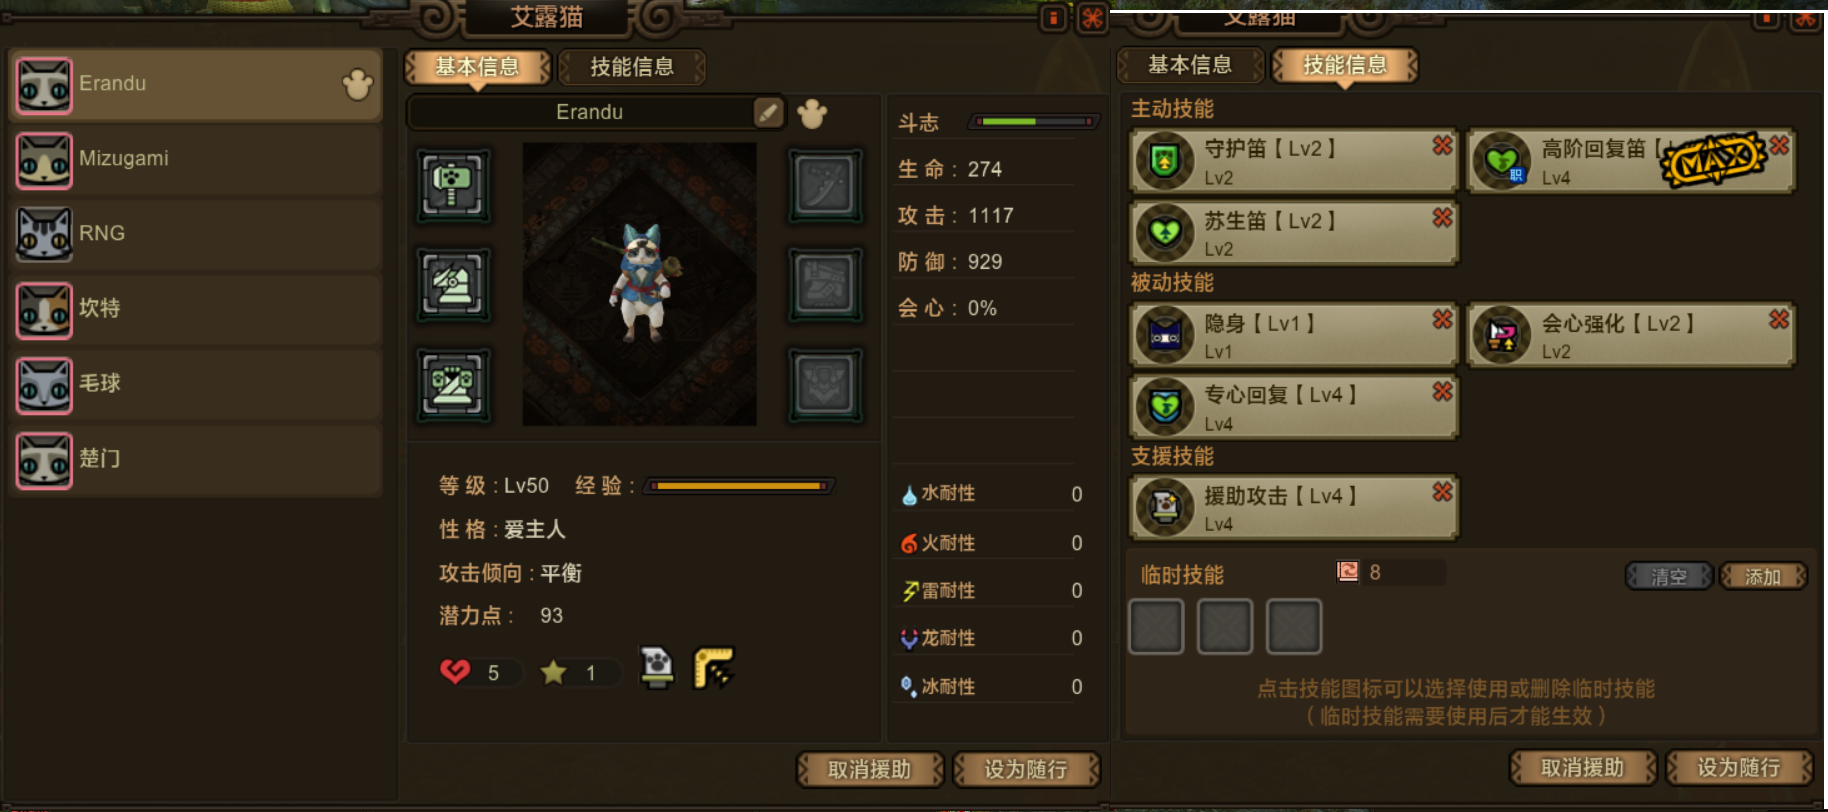 艾露猫
Erandu
Mizugami
RNG
坎特
毛球
楚门
基本信息
技能信息
Erandu
斗志
生命: 274
攻击: 1117
防御: 929
会心: 0%
水耐性 0
火耐性 0
雷耐性 0
龙耐性 0
冰耐性 0
等级: Lv50 经验:
性格: 爱主人
攻击倾向: 平衡
潜力点: 93
5
1
取消援助
设为随行
艾露猫
基本信息
技能信息
主动技能
守护笛【Lv2】
Lv2
高阶回复笛【
MAX
职
Lv4
苏生笛【Lv2】
Lv2
被动技能
隐身【Lv1】
Lv1
会心强化【Lv2】
Lv2
专心回复【Lv4】
Lv4
支援技能
援助攻击【Lv4】
Lv4
临时技能
8
清空
添加
点击技能图标可以选择使用或删除临时技能
(临时技能需要使用后才能生效)
取消援助
设为随行